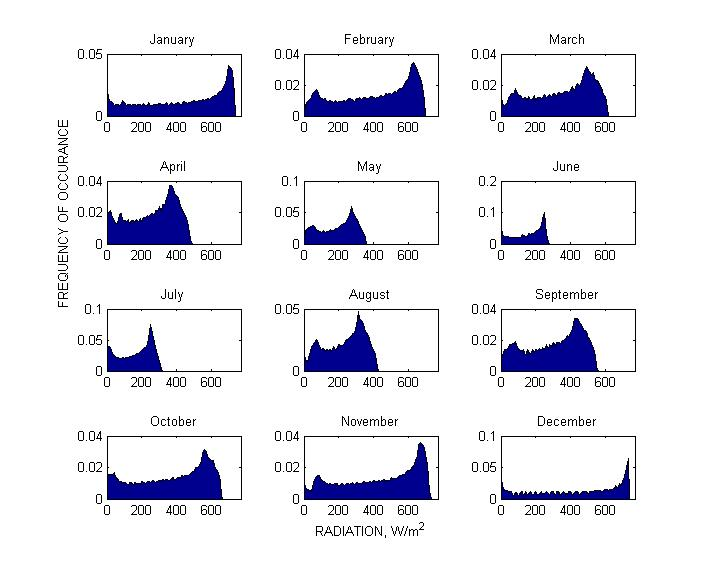 January February March
0.05 0.04 0.04
0.02 0.02
0 0 0
0 200 400 600 0 200 400 600 0 200 400 600
April May June
0.04 0.1 0.2
0.02 0.05 0.1
0 0 0
0 200 400 600 0 200 400 600 0 200 400 600
FREQUENCY OF OCCURANCE
July August September
0.1 0.05 0.04
0.05 0.02
0 0 0
0 200 400 600 0 200 400 600 0 200 400 600
October November December
0.04 0.04 0.1
0.02 0.02 0.05
0 0 0
0 200 400 600 0 200 400 600 0 200 400 600
RADIATION, W/m²